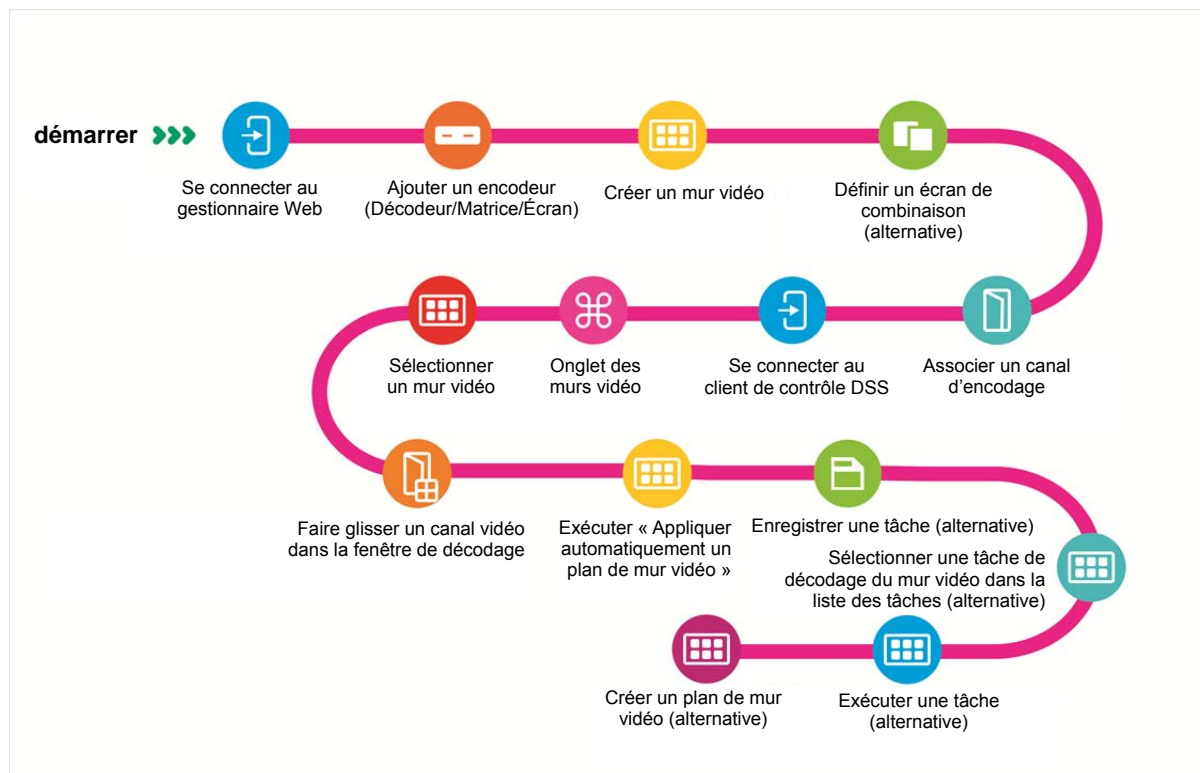 démarrer
Se connecter au
gestionnaire Web
Ajouter un encodeur
(Décodeur/Matrice/Écran)
Créer un mur vidéo
Définir un écran de
combinaison
(alternative)
Sélectionner
un mur vidéo
Onglet des
murs vidéo
Se connecter au
client de contrôle DSS
Associer un canal
d’encodage
Faire glisser un canal vidéo
dans la fenêtre de décodage
Exécuter « Appliquer
automatiquement un
plan de mur vidéo »
Enregistrer une tâche (alternative)
Sélectionner une tâche de
décodage du mur vidéo dans la
liste des tâches (alternative)
Créer un plan de mur
vidéo (alternative)
Exécuter une tâche
(alternative)